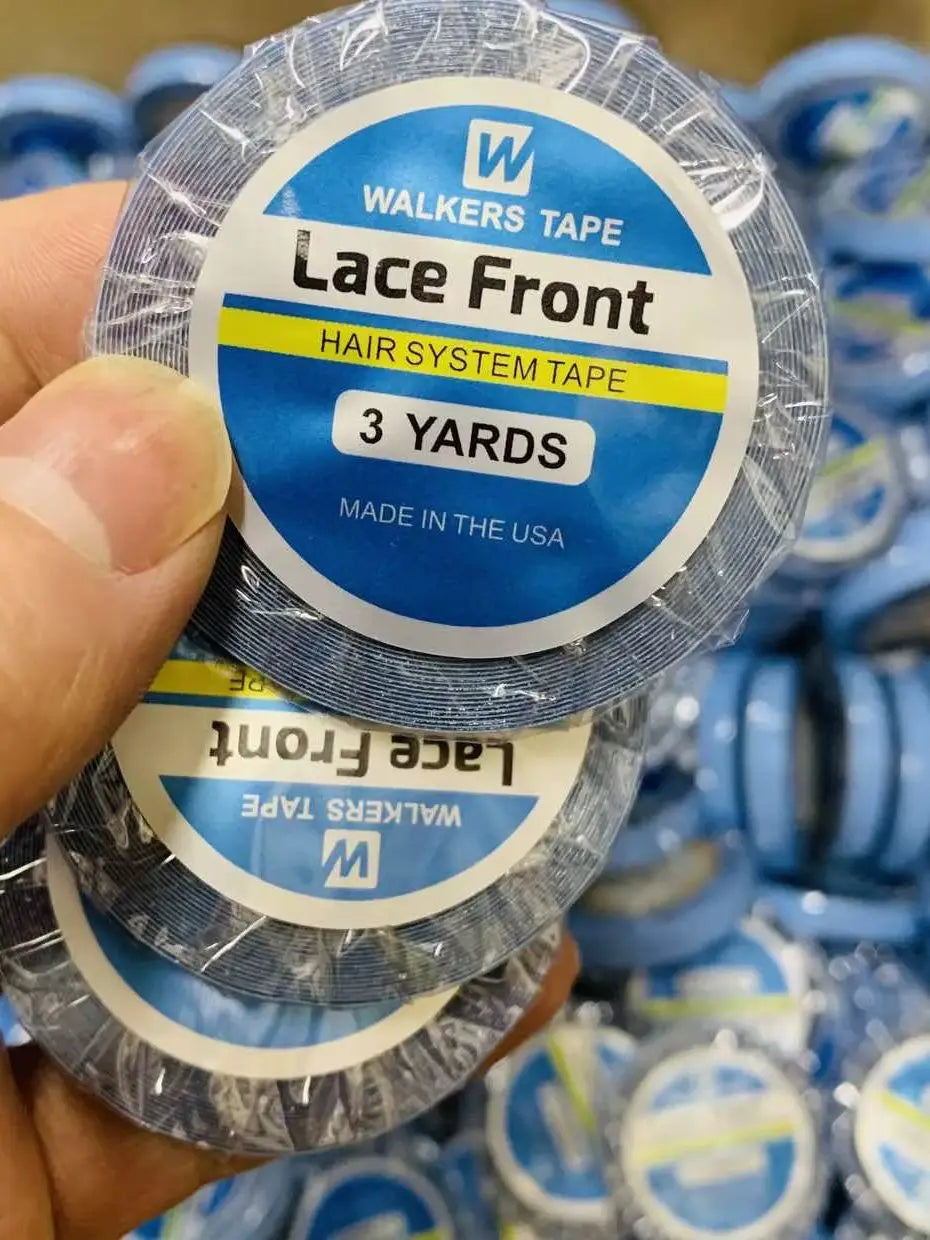 W
WALKERS TAPE
Lace Front
HAIR SYSTEM TAPE
3 YARDS
MADE IN THE USA
W
WALKERS TAPE
Lace Front